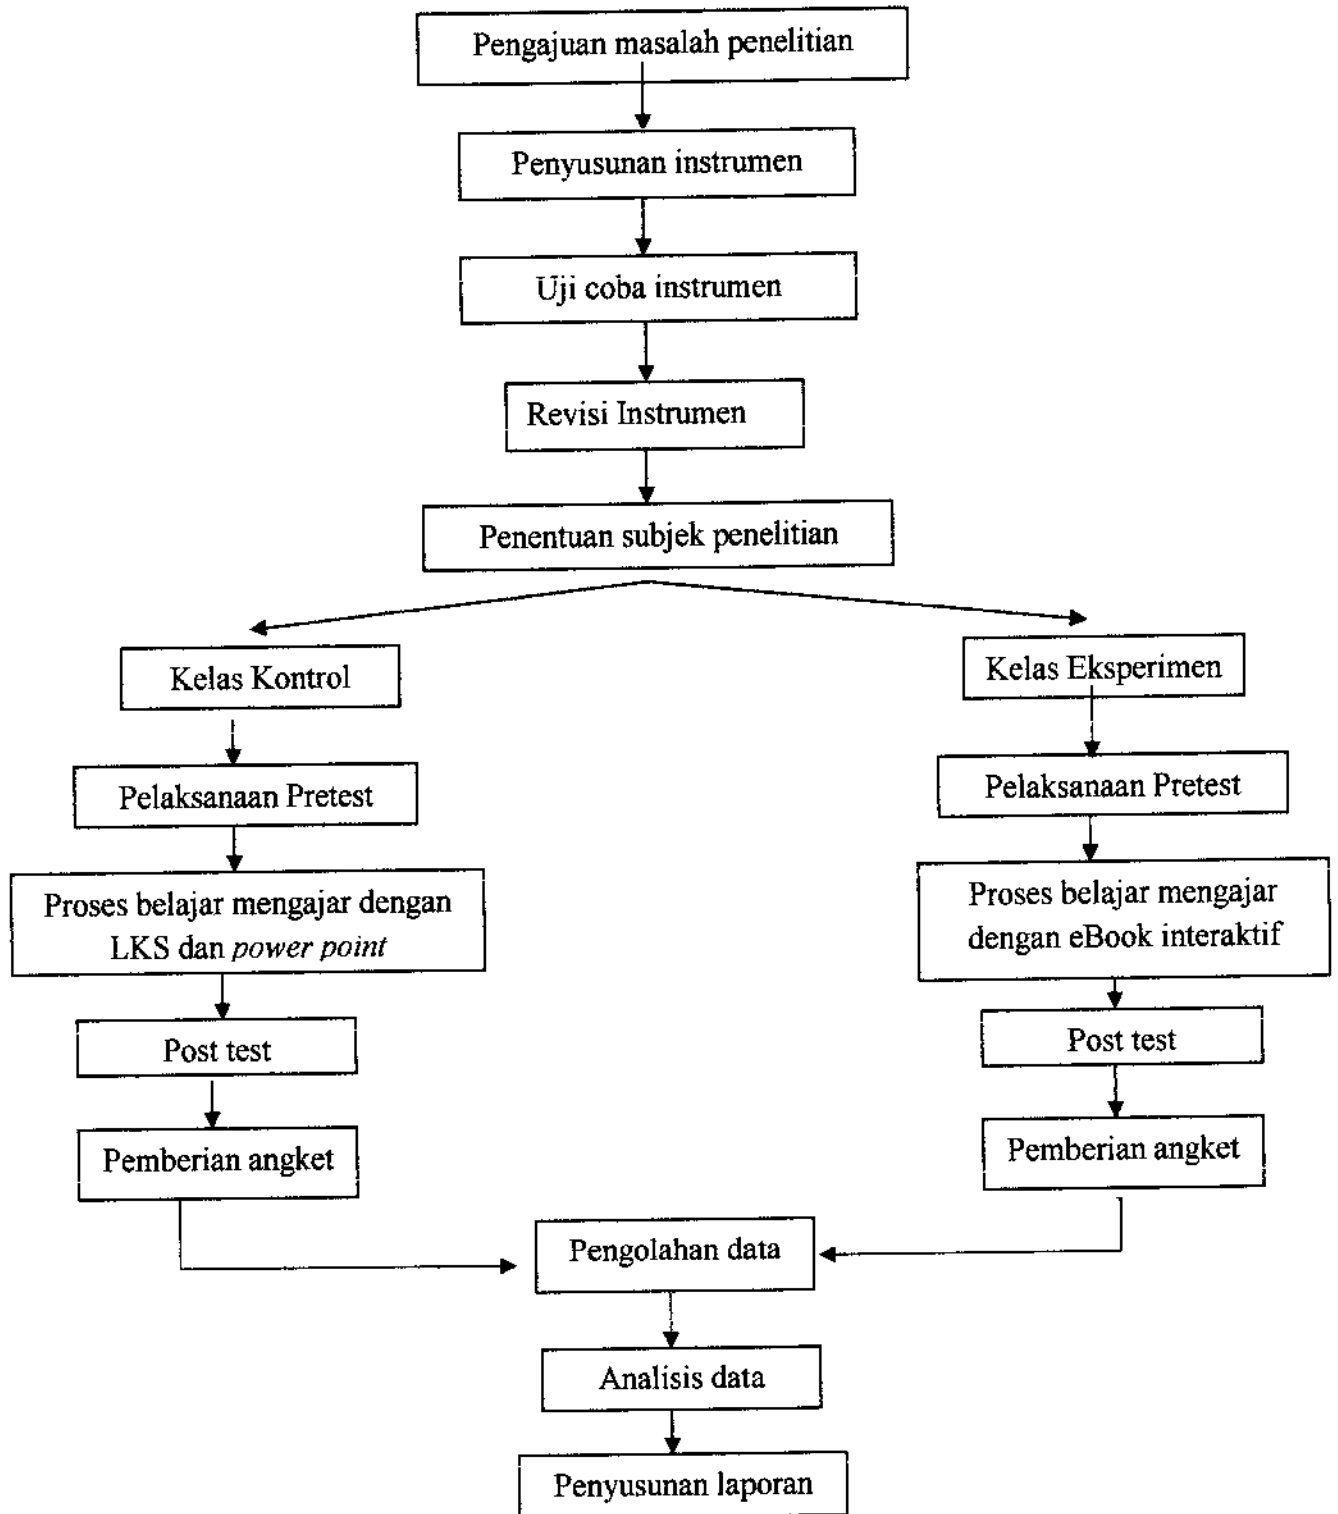 Pengajuan masalah penelitian
Penyusunan instrumen
Uji coba instrumen
Revisi Instrumen
Penentuan subjek penelitian
Kelas Kontrol
Kelas Eksperimen
Pelaksanaan Pretest
Pelaksanaan Pretest
Proses belajar mengajar dengan
LKS dan power point
Proses belajar mengajar
dengan eBook interaktif
Post test
Post test
Pemberian angket
Pemberian angket
Pengolahan data
Analisis data
Penyusunan laporan